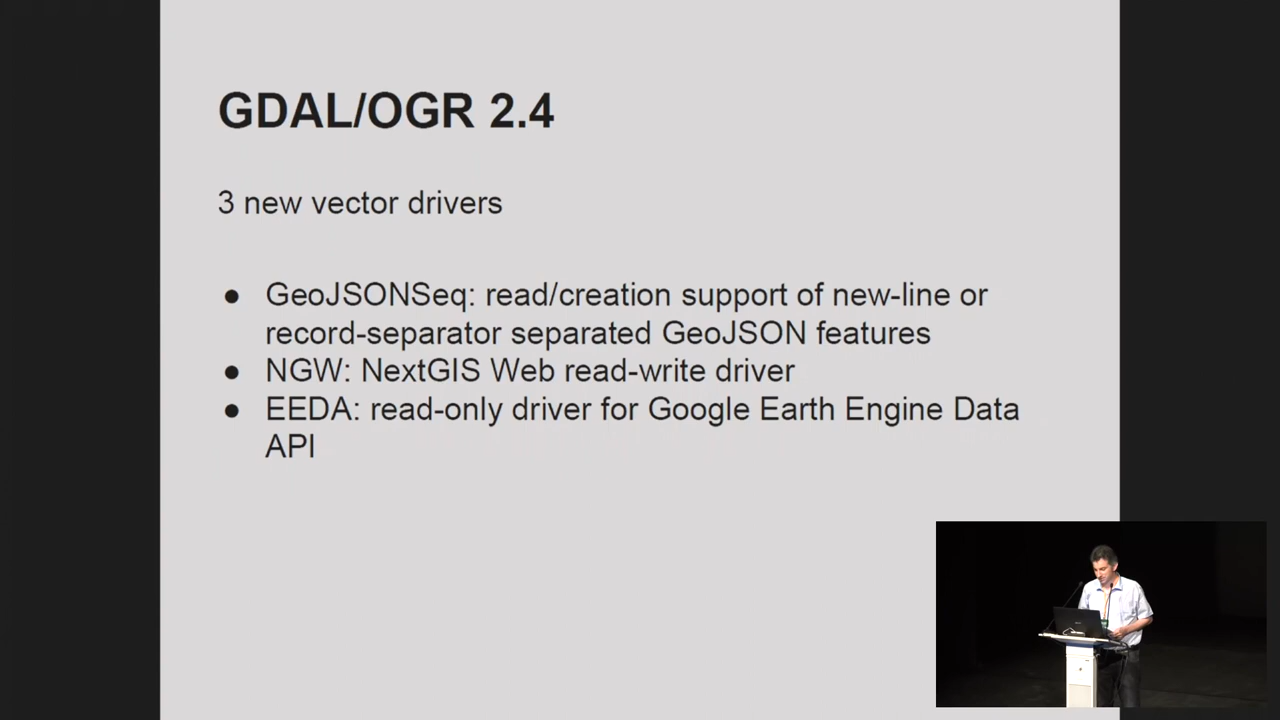 GDAL/OGR 2.4
3 new vector drivers
● GeoJSONSeq: read/creation support of new-line or
record-separator separated GeoJSON features
● NGW: NextGIS Web read-write driver
● EEDA: read-only driver for Google Earth Engine Data
API